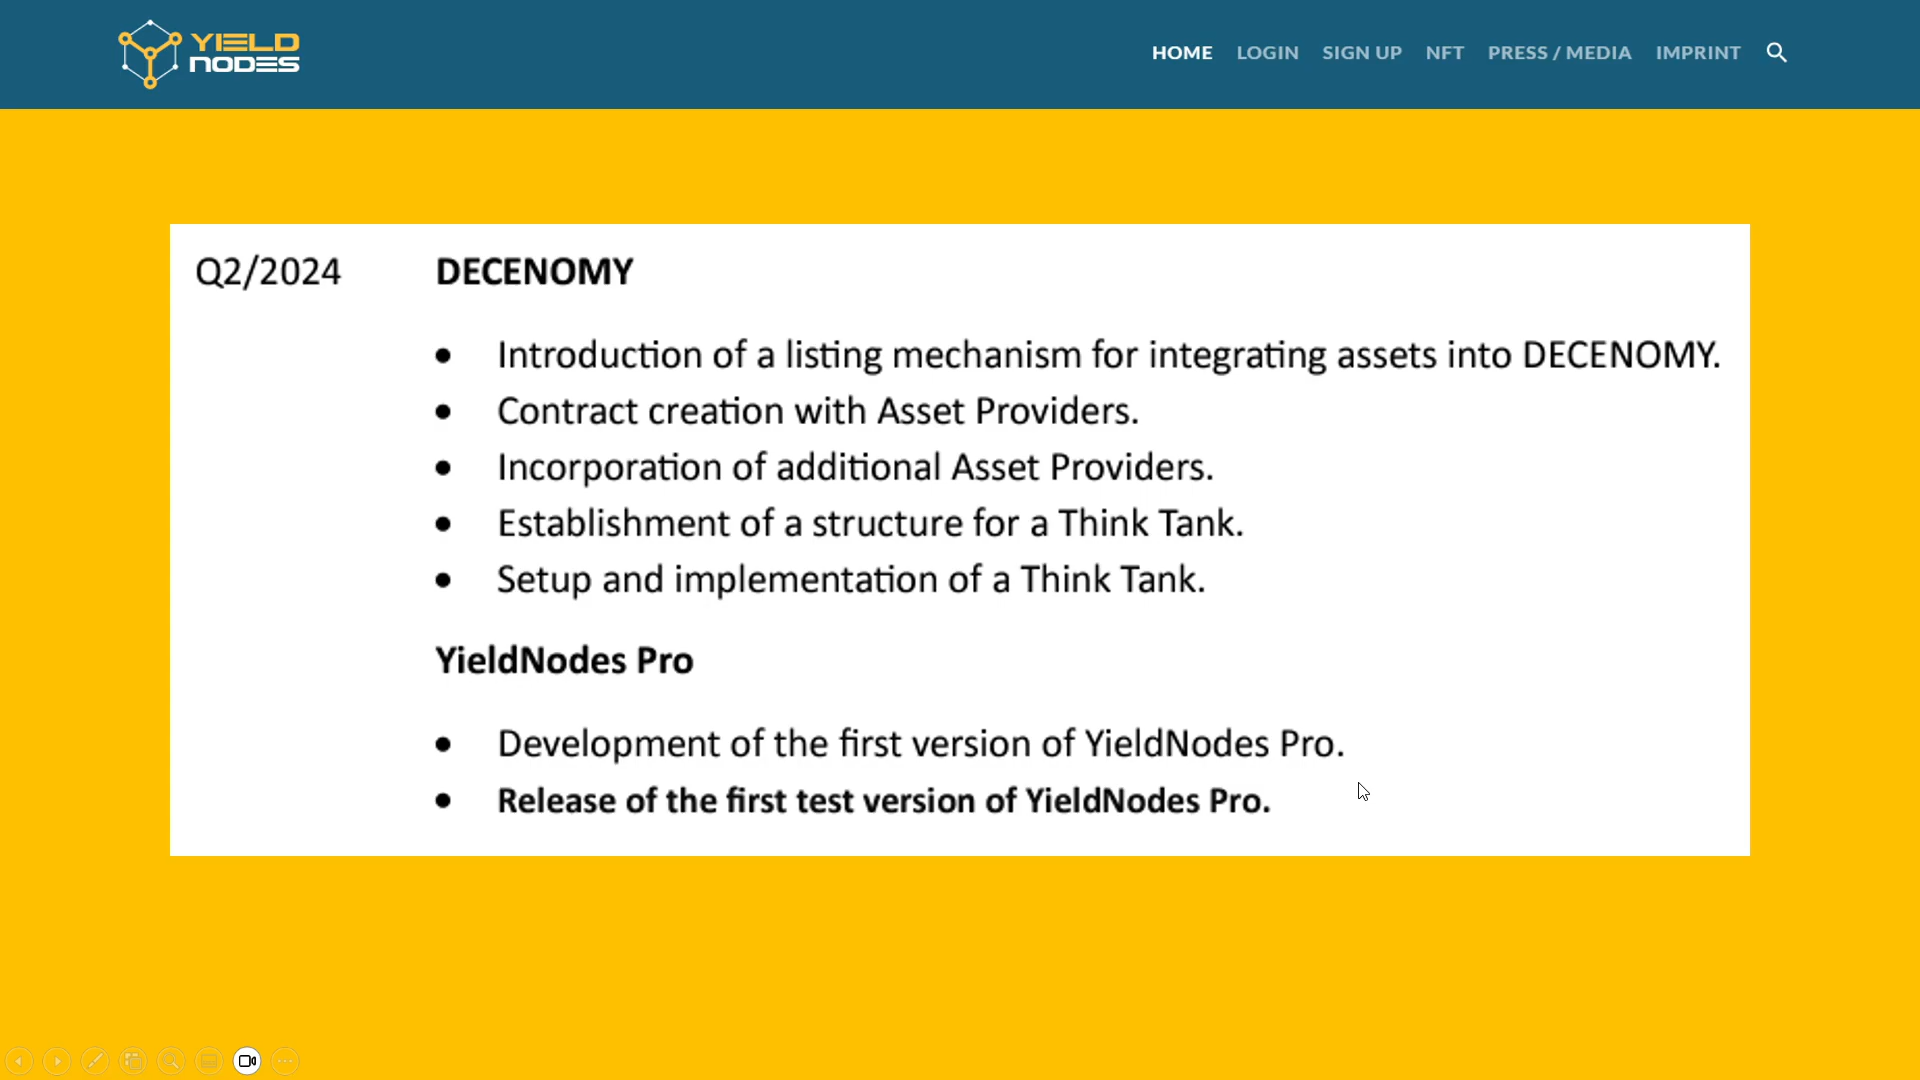 YIELD
NODES
HOME LOGIN SIGN UP NFT PRESS / MEDIA IMPRINT
Q2/2024 DECENOMY
• Introduction of a listing mechanism for integrating assets into DECENOMY.
• Contract creation with Asset Providers.
• Incorporation of additional Asset Providers.
• Establishment of a structure for a Think Tank.
• Setup and implementation of a Think Tank.
YieldNodes Pro
• Development of the first version of YieldNodes Pro.
• Release of the first test version of YieldNodes Pro.